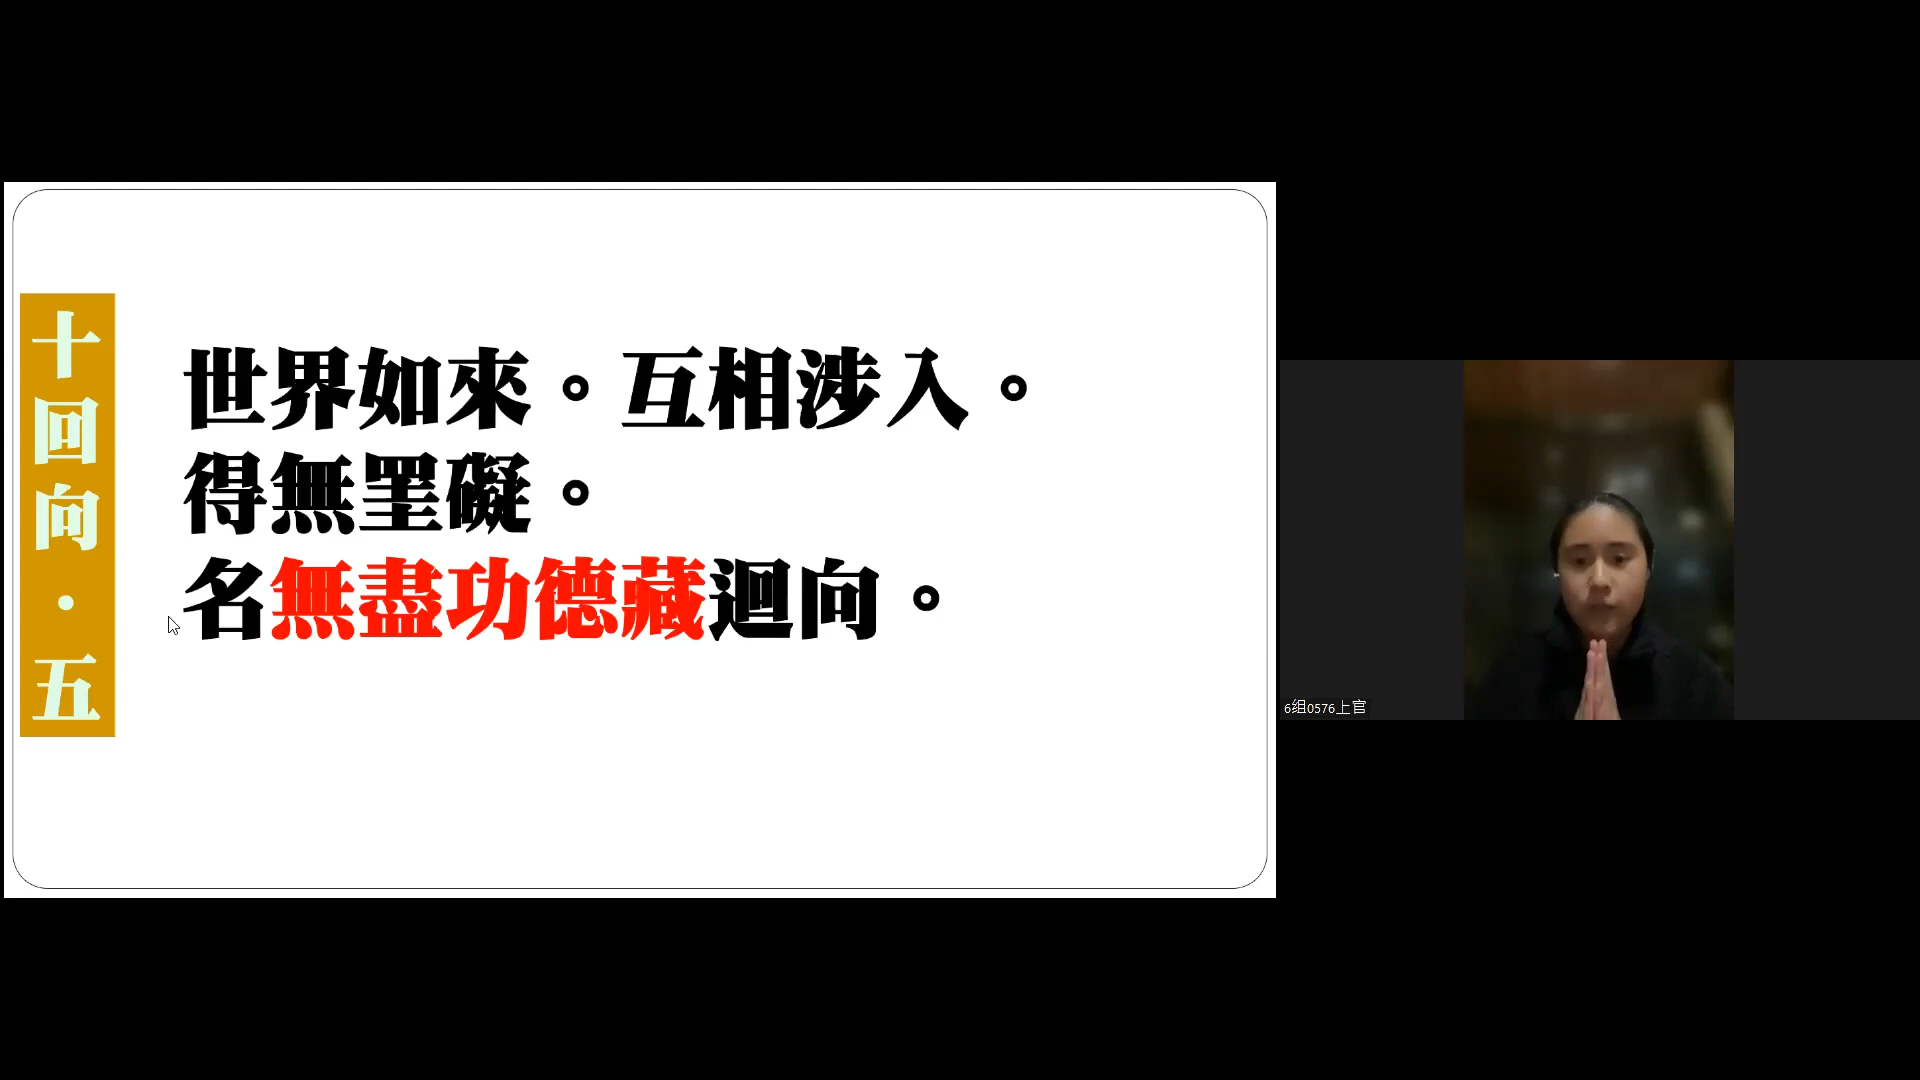 十回向・五
世界如來。互相涉入。
得無罣礙。
名無盡功德藏迴向。
6组0576上官